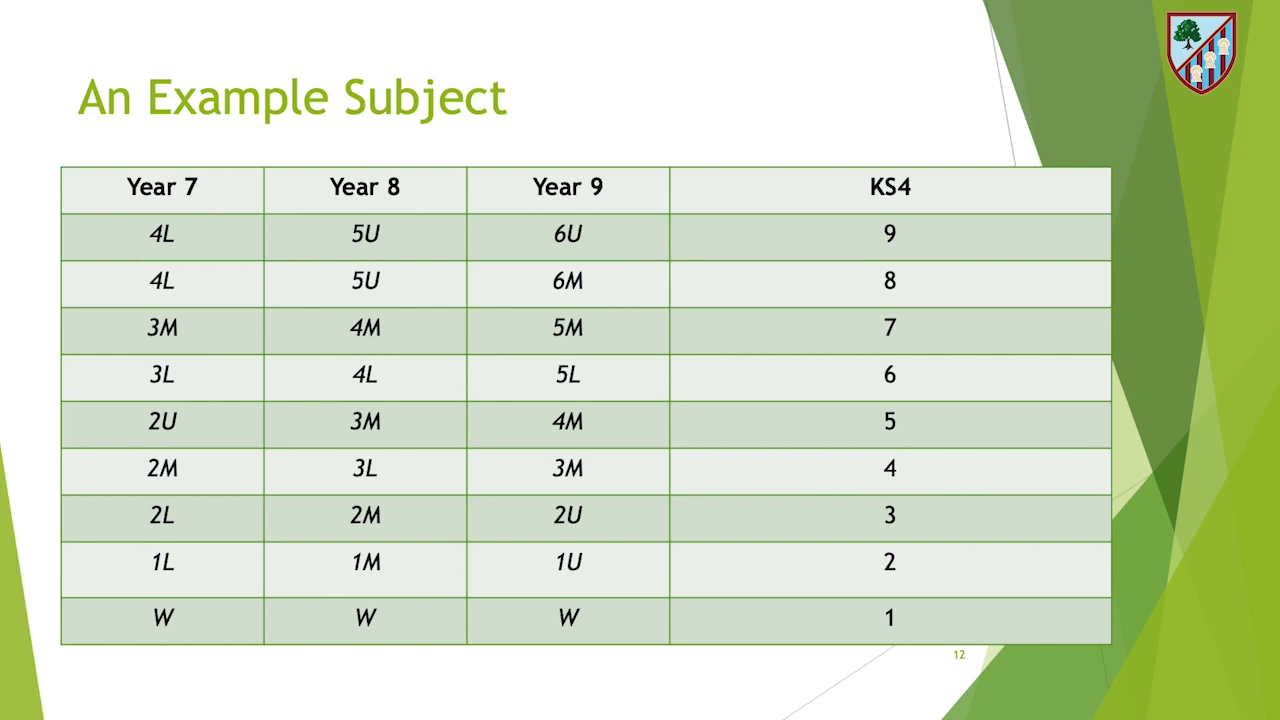 An Example Subject
Year 7 Year 8 Year 9 KS4
4L 5U 6U 9
4L 5U 6M 8
3M 4M 5M 7
3L 4L 5L 6
2U 3M 4M 5
2M 3L 3M 4
2L 2M 2U 3
1L 1M 1U 2
W W W 1
12